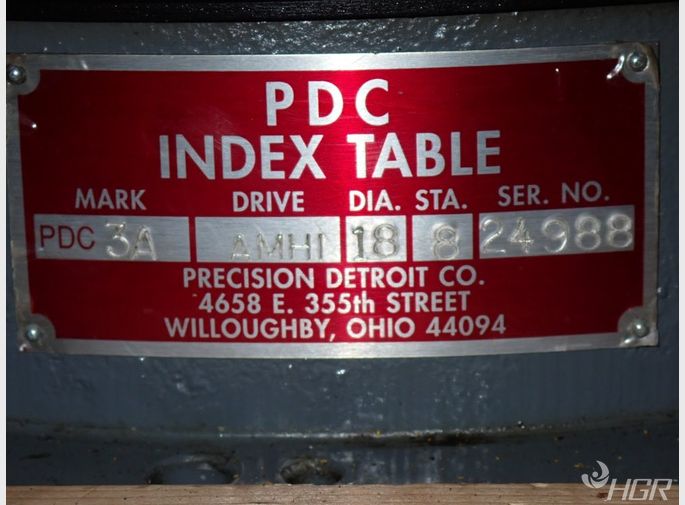 PDC
INDEX TABLE
MARK DRIVE DIA. STA. SER. NO.
PDC 3A AMHI 18 8 24988
PRECISION DETROIT CO.
4658 E. 355th STREET
WILLOUGHBY, OHIO 44094
HGR